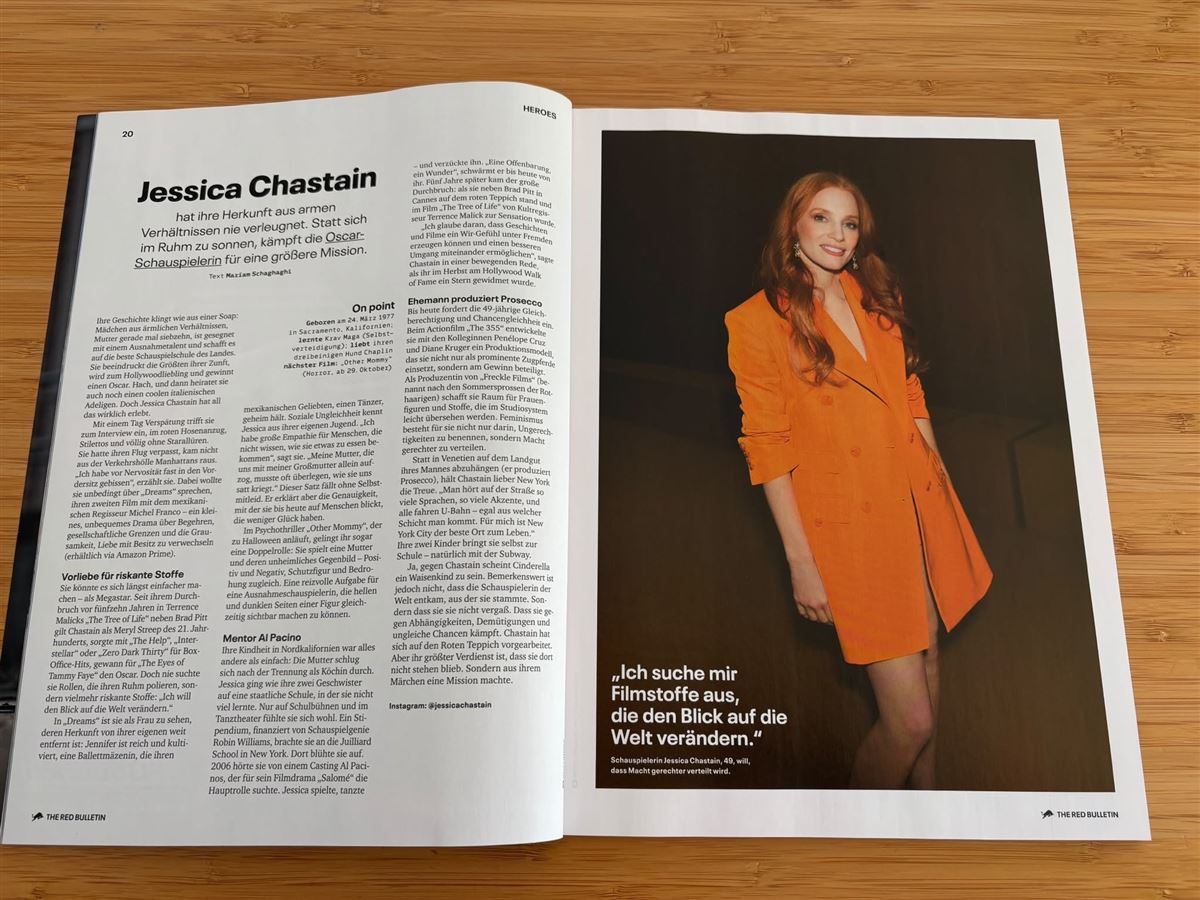 20
HEROES
Jessica Chastain
hat ihre Herkunft aus armen
Verhältnissen nie verleugnet. Statt sich
im Ruhm zu sonnen, kämpft die Oscar-
Schauspielerin für eine größere Mission.
Text Mariam Schaghaghi
Ihre Geschichte klingt wie aus einer Soap:
Mädchen aus ärmlichen Verhältnissen,
Mutter gerade mal siebzehn, ist gesegnet
mit einem Ausnahmetalent und schafft es
auf die beste Schauspielschule des Landes.
Sie beeindruckt die Größten ihrer Zunft,
wird zum Hollywoodliebling und gewinnt
einen Oscar. Hach, und dann heiratet sie
auch noch einen coolen italienischen
Adeligen. Doch Jessica Chastain hat all
das wirklich erlebt.
Mit einem Tag Verspätung trifft sie
zum Interview ein, im roten Hosenanzug,
Stilettos und völlig ohne Starallüren.
Sie hatte ihren Flug verpasst, kam nicht
aus der Verkehrshölle Manhattans raus.
„Ich habe vor Nervosität fast in den Vor-
dersitz gebissen“, erzählt sie. Dabei wollte
sie unbedingt über „Dreams“ sprechen,
ihren zweiten Film mit dem mexikani-
schen Regisseur Michel Franco – ein klei-
nes, unbequemes Drama über Begehren,
gesellschaftliche Grenzen und die Grau-
samkeit, Liebe mit Besitz zu verwechseln
(erhältlich via Amazon Prime).
Vorliebe für riskante Stoffe
Sie könnte es sich längst einfacher ma-
chen – als Megastar. Seit ihrem Durch-
bruch vor fünfzehn Jahren in Terrence
Malicks „The Tree of Life“ neben Brad Pitt
gilt Chastain als Meryl Streep des 21. Jahr-
hunderts, sorgte mit „The Help“, „Inter-
stellar“ oder „Zero Dark Thirty“ für Box-
Office-Hits, gewann für „The Eyes of
Tammy Faye“ den Oscar. Doch nie suchte
sie Rollen, die ihren Ruhm polieren, son-
dern vielmehr riskante Stoffe: „Ich will
den Blick auf die Welt verändern.“
In „Dreams“ ist sie als Frau zu sehen,
deren Herkunft von ihrer eigenen weit
entfernt ist: Jennifer ist reich und kulti-
viert, eine Ballettmäzenin, die ihren
On point
Geboren am 24. März 1977
in Sacramento, Kalifornien;
lernte Krav Maga (Selbst-
verteidigung); liebt ihren
dreibeinigen Hund Chaplin
nächster Film: „Other Mommy“
(Horror, ab 29. Oktober)
mexikanischen Geliebten, einen Tänzer,
geheim hält. Soziale Ungleichheit kennt
Jessica aus ihrer eigenen Jugend. „Ich
habe große Empathie für Menschen, die
nicht wissen, wie sie etwas zu essen be-
kommen“, sagt sie. „Meine Mutter, die
uns mit meiner Großmutter allein auf-
zog, musste oft überlegen, wie sie uns
satt kriegt.“ Dieser Satz fällt ohne Selbst-
mitleid. Er erklärt aber die Genauigkeit,
mit der sie bis heute auf Menschen blickt,
die weniger Glück haben.
Im Psychothriller „Other Mommy“, der
zu Halloween anläuft, gelingt ihr sogar
eine Doppelrolle: Sie spielt eine Mutter
und deren unheimliches Gegenbild – Posi-
tiv und Negativ, Schutzfigur und Bedro-
hung zugleich. Eine reizvolle Aufgabe für
eine Ausnahmeschauspielerin, die hellen
und dunklen Seiten einer Figur gleich-
zeitig sichtbar machen zu können.
Mentor Al Pacino
Ihre Kindheit in Nordkalifornien war alles
andere als einfach: Die Mutter schlug
sich nach der Trennung als Köchin durch.
Jessica ging wie ihre zwei Geschwister
auf eine staatliche Schule, in der sie nicht
viel lernte. Nur auf Schulbühnen und im
Tanztheater fühlte sie sich wohl. Ein Sti-
pendium, finanziert von Schauspielgenie
Robin Williams, brachte sie an die Juilliard
School in New York. Dort blühte sie auf.
2006 hörte sie von einem Casting Al Paci-
nos, der für sein Filmdrama „Salomé“ die
Hauptrolle suchte. Jessica spielte, tanzte
– und verzückte ihn. „Eine Offenbarung,
ein Wunder“, schwärmt er bis heute von
ihr. Fünf Jahre später kam der große
Durchbruch: als sie neben Brad Pitt in
Cannes auf dem roten Teppich stand und
im Film „The Tree of Life“ von Kultregis-
seur Terrence Malick zur Sensation wurde.
„Ich glaube daran, dass Geschichten
und Filme ein Wir-Gefühl unter Fremden
erzeugen können und einen besseren
Umgang miteinander ermöglichen“, sagte
Chastain in einer bewegenden Rede,
als ihr im Herbst am Hollywood Walk
of Fame ein Stern gewidmet wurde.
Ehemann produziert Prosecco
Bis heute fordert die 49-jährige Gleich-
berechtigung und Chancengleichheit ein.
Beim Actionfilm „The 355“ entwickelte
sie mit den Kolleginnen Penélope Cruz
und Diane Kruger ein Produktionsmodell,
das sie nicht nur als prominente Zugpferde
einsetzt, sondern am Gewinn beteiligt.
Als Produzentin von „Freckle Films“ (be-
nannt nach den Sommersprossen der Rot-
haarigen) schafft sie Raum für Frauen-
figuren und Stoffe, die im Studiosystem
leicht übersehen werden. Feminismus
besteht für sie nicht nur darin, Ungerech-
tigkeiten zu benennen, sondern Macht
gerechter zu verteilen.
Statt in Venetien auf dem Landgut
ihres Mannes abzuhängen (er produziert
Prosecco), hält Chastain lieber New York
die Treue. „Man hört auf der Straße so
viele Sprachen, so viele Akzente, und
alle fahren U-Bahn – egal aus welcher
Schicht man kommt. Für mich ist New
York City der beste Ort zum Leben.“
Ihre zwei Kinder bringt sie selbst zur
Schule – natürlich mit der Subway.
Ja, gegen Chastain scheint Cinderella
ein Waisenkind zu sein. Bemerkenswert ist
jedoch nicht, dass die Schauspielerin der
Welt entkam, aus der sie stammte. Son-
dern dass sie sie nicht vergaß. Dass sie ge-
gen Abhängigkeiten, Demütigungen und
ungleiche Chancen kämpft. Chastain hat
sich auf den Roten Teppich vorgearbeitet.
Aber ihr größter Verdienst ist, dass sie dort
nicht stehen blieb. Sondern aus ihrem
Märchen eine Mission machte.
Instagram: @jessicachastain
THE RED BULLETIN
„Ich suche mir
Filmstoffe aus,
die den Blick auf die
Welt verändern.“
Schauspielerin Jessica Chastain, 49, will,
dass Macht gerechter verteilt wird.
THE RED BULLETIN